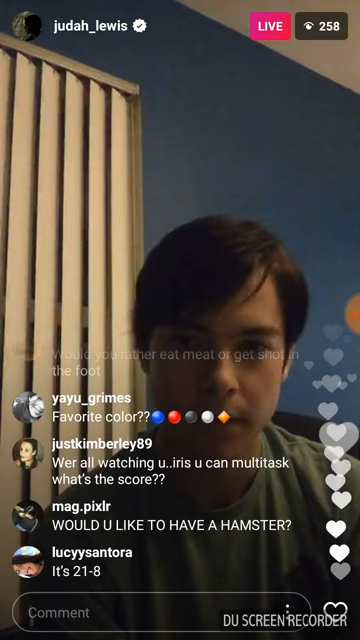 judah_lewis
LIVE
258
Would you rather eat meat or get shot in
the foot
yayu_grimes
Favorite color??🔵🔴⚫⚪🔶
justkimberley89
Wer all watching u..iris u can multitask
what's the score??
mag.pixlr
WOULD U LIKE TO HAVE A HAMSTER?
lucyysantora
It's 21-8
Comment
DU SCREEN RECORDER